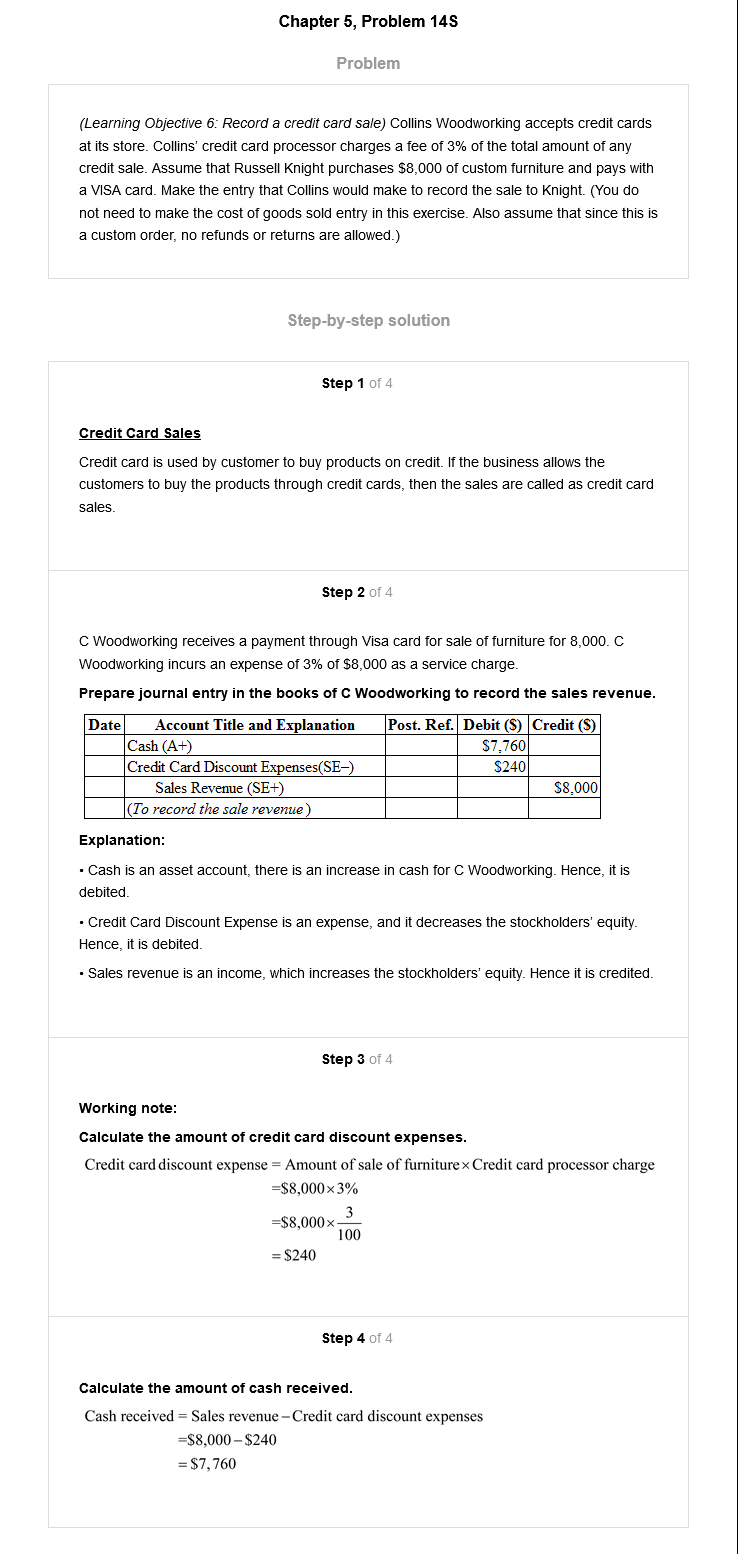 Chapter 5, Problem 14S
Problem
(Learning Objective 6: Record a credit card sale) Collins Woodworking accepts credit cards
at its store. Collins’ credit card processor charges a fee of 3% of the total amount of any
credit sale. Assume that Russell Knight purchases $8,000 of custom furniture and pays with
a VISA card. Make the entry that Collins would make to record the sale to Knight. (You do
not need to make the cost of goods sold entry in this exercise. Also assume that since this is
a custom order, no refunds or returns are allowed.)
Step-by-step solution
Step 1 of 4
Credit Card Sales
Credit card is used by customer to buy products on credit. If the business allows the
customers to buy the products through credit cards, then the sales are called as credit card
sales.
Step 2 of 4
C Woodworking receives a payment through Visa card for sale of furniture for 8,000. C
Woodworking incurs an expense of 3% of $8,000 as a service charge.
Prepare journal entry in the books of C Woodworking to record the sales revenue.
Date Account Title and Explanation Post. Ref. Debit ($) Credit ($)
Cash (A+) $7,760
Credit Card Discount Expenses(SE–) $240
Sales Revenue (SE+) $8,000
(To record the sale revenue)
Explanation:
• Cash is an asset account, there is an increase in cash for C Woodworking. Hence, it is
debited.
• Credit Card Discount Expense is an expense, and it decreases the stockholders’ equity.
Hence, it is debited.
• Sales revenue is an income, which increases the stockholders’ equity. Hence it is credited.
Step 3 of 4
Working note:
Calculate the amount of credit card discount expenses.
Credit card discount expense = Amount of sale of furniture × Credit card processor charge
=$8,000×3%
=$8,000×3/100
= $240
Step 4 of 4
Calculate the amount of cash received.
Cash received = Sales revenue – Credit card discount expenses
=$8,000 – $240
= $7,760